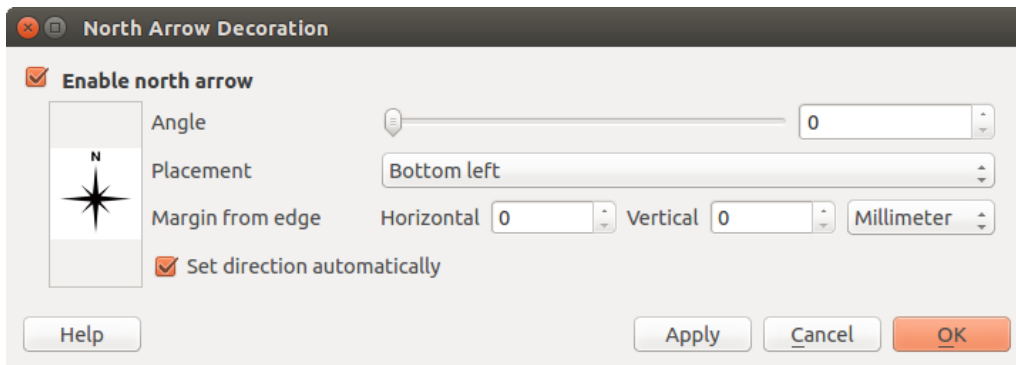 North Arrow Decoration
Enable north arrow
Angle 0
N
Placement Bottom left
Margin from edge Horizontal 0 Vertical 0 Millimeter
Set direction automatically
Help Apply Cancel OK